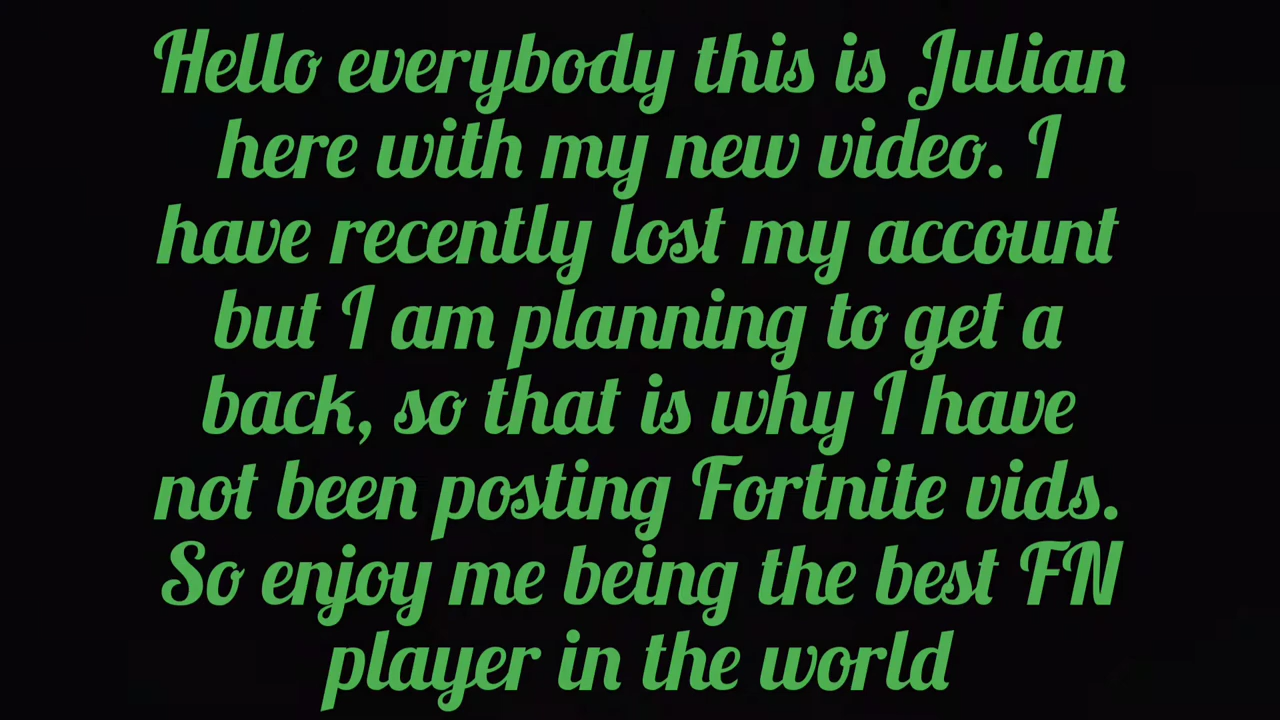 Hello everybody this is Julian
here with my new video. I
have recently lost my account
but I am planning to get a
back, so that is why I have
not been posting Fortnite vids.
So enjoy me being the best FN
player in the world